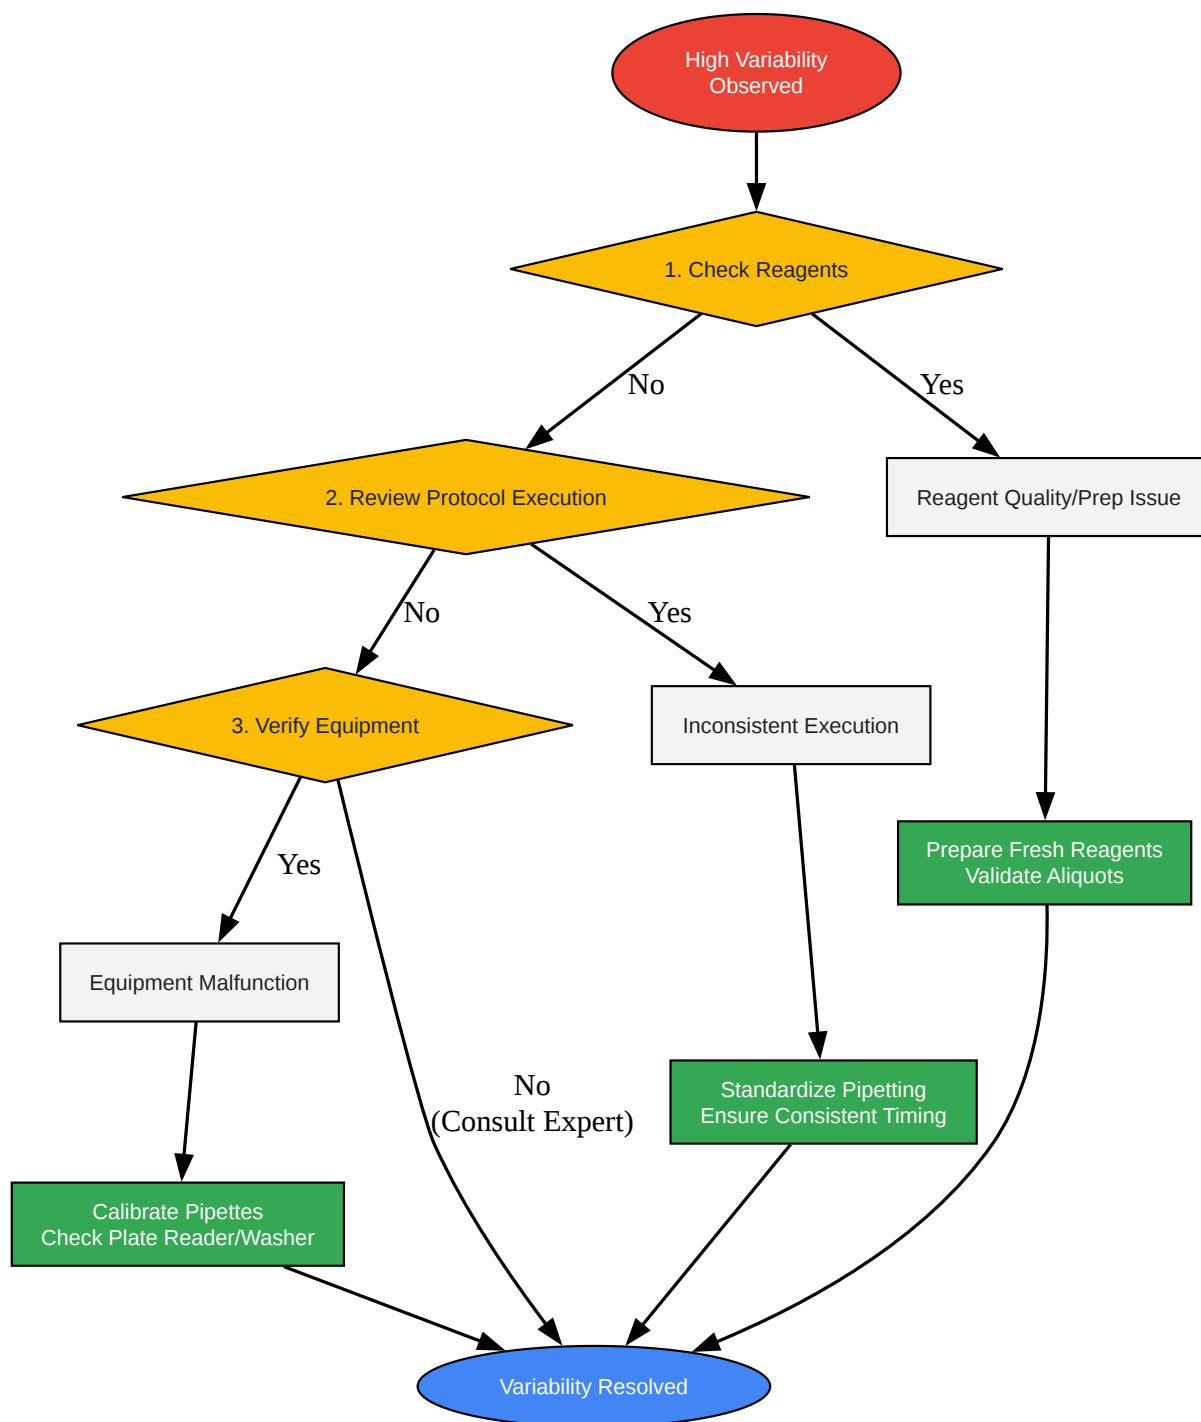 High Variability
Observed
1. Check Reagents
No
Yes
2. Review Protocol Execution
Reagent Quality/Prep Issue
No
Yes
3. Verify Equipment
Inconsistent Execution
Yes
Prepare Fresh Reagents
Validate Aliquots
Equipment Malfunction
No
(Consult Expert)
Standardize Pipetting
Ensure Consistent Timing
Calibrate Pipettes
Check Plate Reader/Washer
Variability Resolved